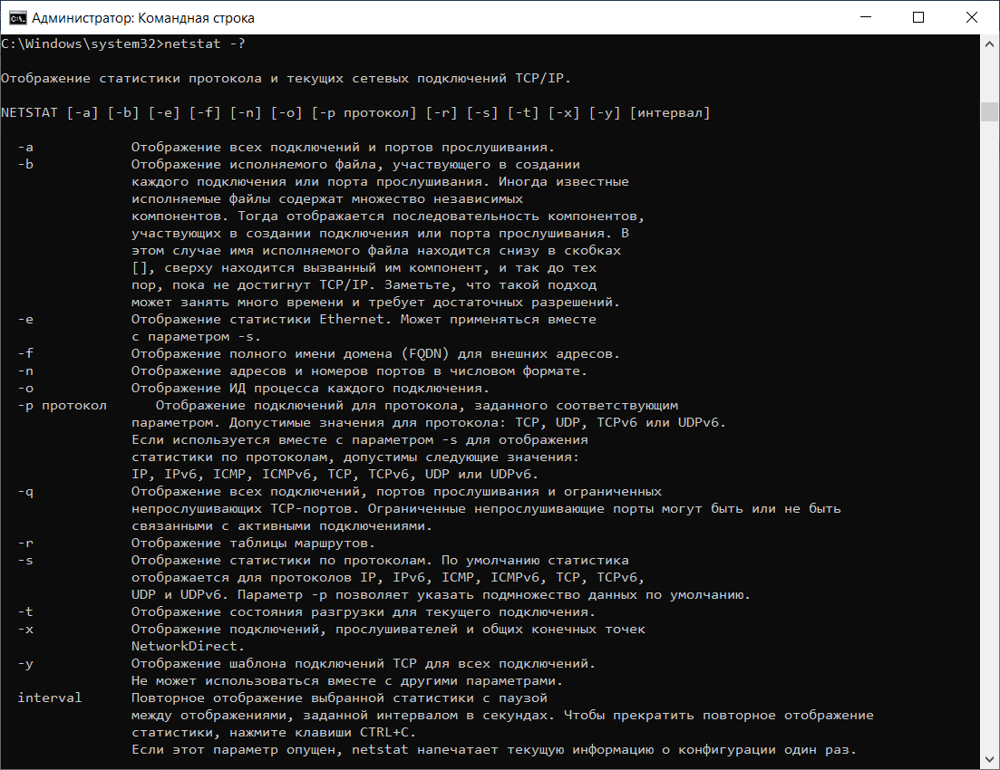 Администратор: Командная строка
C:\Windows\system32>netstat -?
Отображение статистики протокола и текущих сетевых подключений TCP/IP.
NETSTAT [-a] [-b] [-e] [-f] [-n] [-o] [-p протокол] [-r] [-s] [-t] [-x] [-y] [интервал]
-a Отображение всех подключений и портов прослушивания.
-b Отображение исполняемого файла, участвующего в создании
каждого подключения или порта прослушивания. Иногда известные
исполняемые файлы содержат множество независимых
компонентов. Тогда отображается последовательность компонентов,
участвующих в создании подключения или порта прослушивания. В
этом случае имя исполняемого файла находится снизу в скобках
[], сверху находится вызванный им компонент, и так до тех
пор, пока не достигнут TCP/IP. Заметьте, что такой подход
может занять много времени и требует достаточных разрешений.
-e Отображение статистики Ethernet. Может применяться вместе
с параметром -s.
-f Отображение полного имени домена (FQDN) для внешних адресов.
-n Отображение адресов и номеров портов в числовом формате.
-o Отображение ИД процесса каждого подключения.
-p протокол Отображение подключений для протокола, заданного соответствующим
параметром. Допустимые значения для протокола: TCP, UDP, TCPv6 или UDPv6.
Если используется вместе с параметром -s для отображения
статистики по протоколам, допустимы следующие значения:
IP, IPv6, ICMP, ICMPv6, TCP, TCPv6, UDP или UDPv6.
-q Отображение всех подключений, портов прослушивания и ограниченных
непрослушивающих TCP-портов. Ограниченные непрослушивающие порты могут быть или не быть
связанными с активными подключениями.
-r Отображение таблицы маршрутов.
-s Отображение статистики по протоколам. По умолчанию статистика
отображается для протоколов IP, IPv6, ICMP, ICMPv6, TCP, TCPv6,
UDP и UDPv6. Параметр -p позволяет указать подмножество данных по умолчанию.
-t Отображение состояния разгрузки для текущего подключения.
-x Отображение подключений, прослушивателей и общих конечных точек
NetworkDirect.
-y Отображение шаблона подключений TCP для всех подключений.
Не может использоваться вместе с другими параметрами.
interval Повторное отображение выбранной статистики с паузой
между отображениями, заданной интервалом в секундах. Чтобы прекратить повторное отображение
статистики, нажмите клавиши CTRL+C.
Если этот параметр опущен, netstat напечатает текущую информацию о конфигурации один раз.